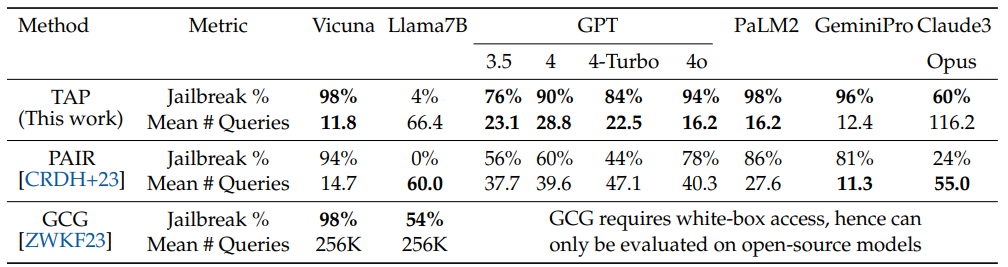 Method Metric Vicuna Llama7B GPT PaLM2 GeminiPro Claude3
3.5 4 4-Turbo 4o Opus
TAP Jailbreak % 98% 4% 76% 90% 84% 94% 98% 96% 60%
(This work) Mean # Queries 11.8 66.4 23.1 28.8 22.5 16.2 16.2 12.4 116.2
PAIR Jailbreak % 94% 0% 56% 60% 44% 78% 86% 81% 24%
[CRDH+23] Mean # Queries 14.7 60.0 37.7 39.6 47.1 40.3 27.6 11.3 55.0
GCG Jailbreak % 98% 54% GCG requires white-box access, hence can
[ZWKF23] Mean # Queries 256K 256K only be evaluated on open-source models